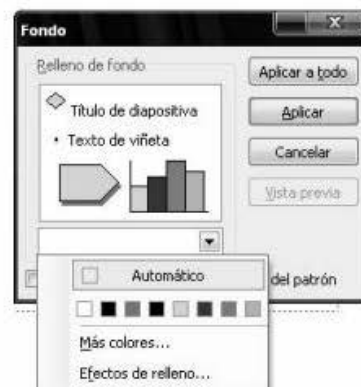 Fondo
Relleno de fondo
Título de diapositiva
• Texto de viñeta
Aplicar a todo
Aplicar
Cancelar
Vista previa
Automático
del patrón
Más colores...
Efectos de relleno...